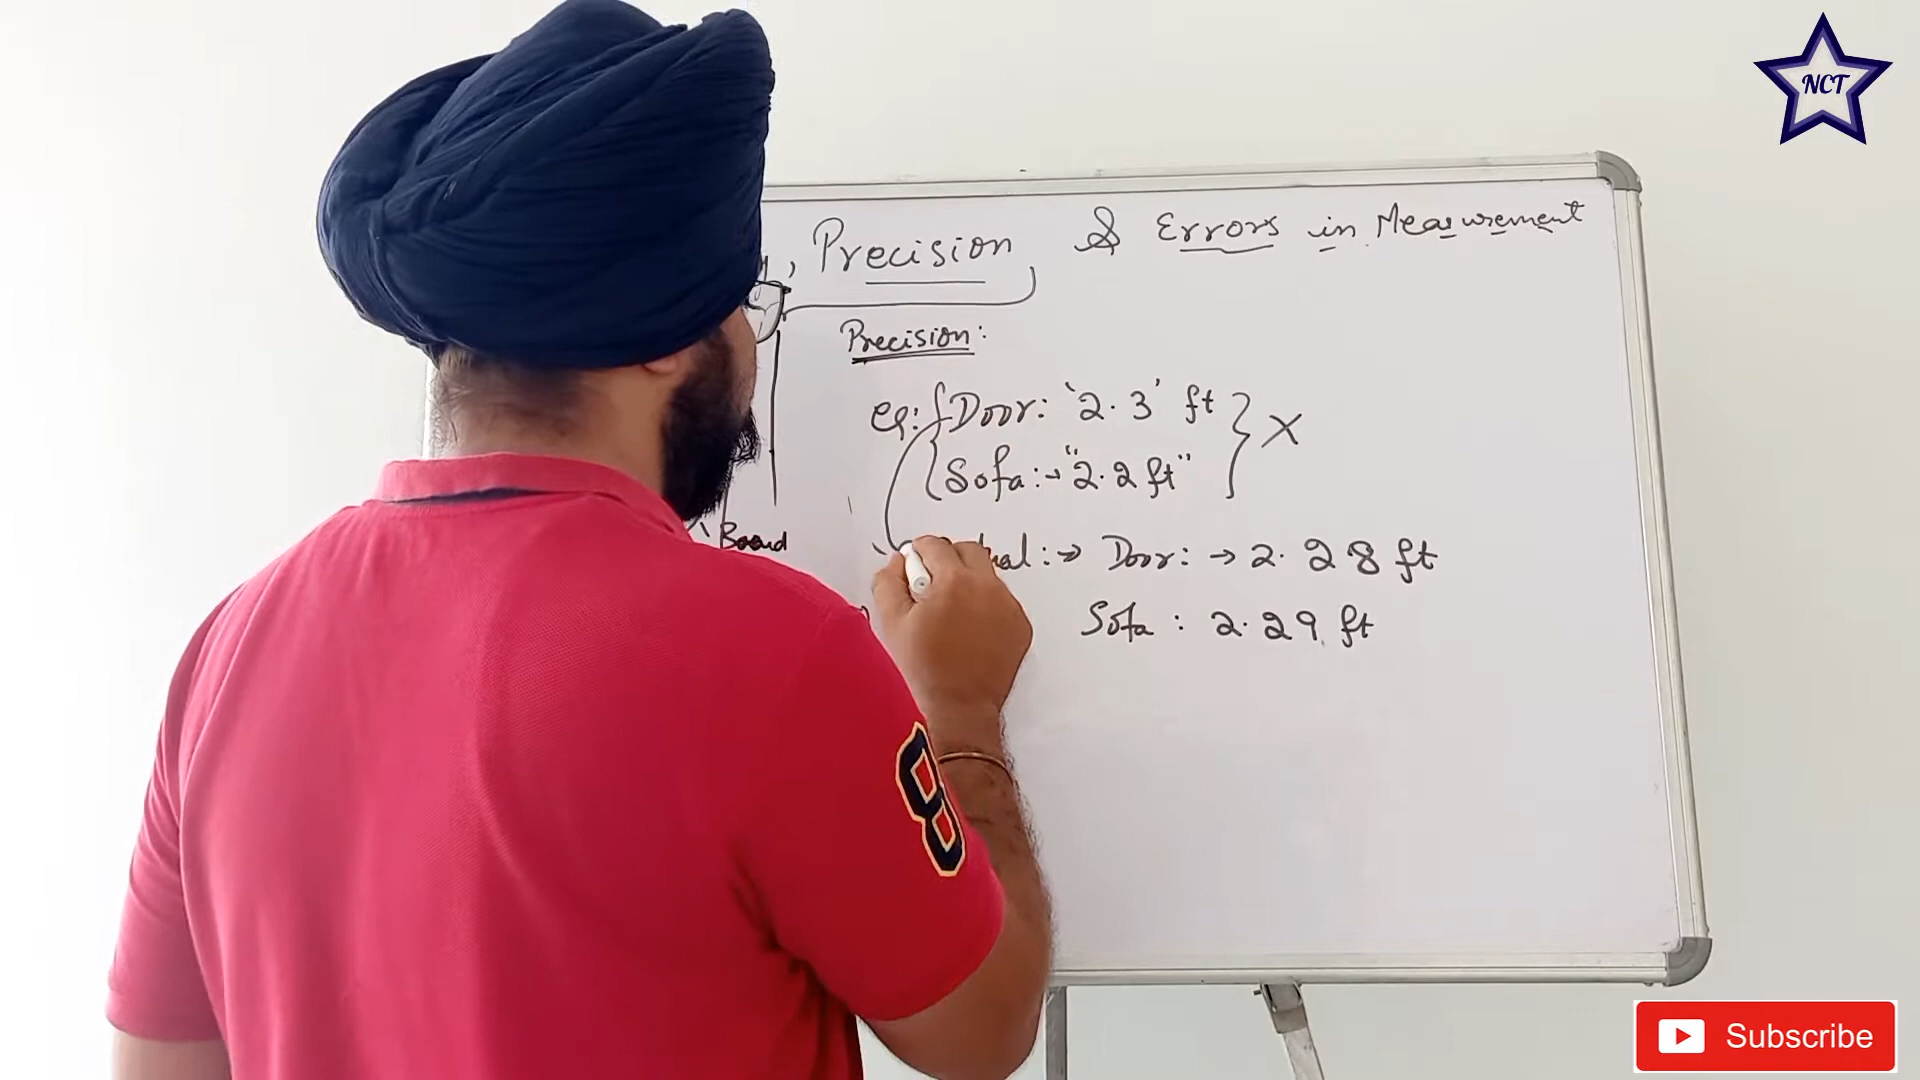 NCT
, Precision & Errors in Measurement
Precision:
eg: { Door: '2.3' ft } X
{ Sofa:→ "2.2 ft"
Board
:→ Door: → 2.28 ft
Sofa : 2.29 ft
8
Subscribe